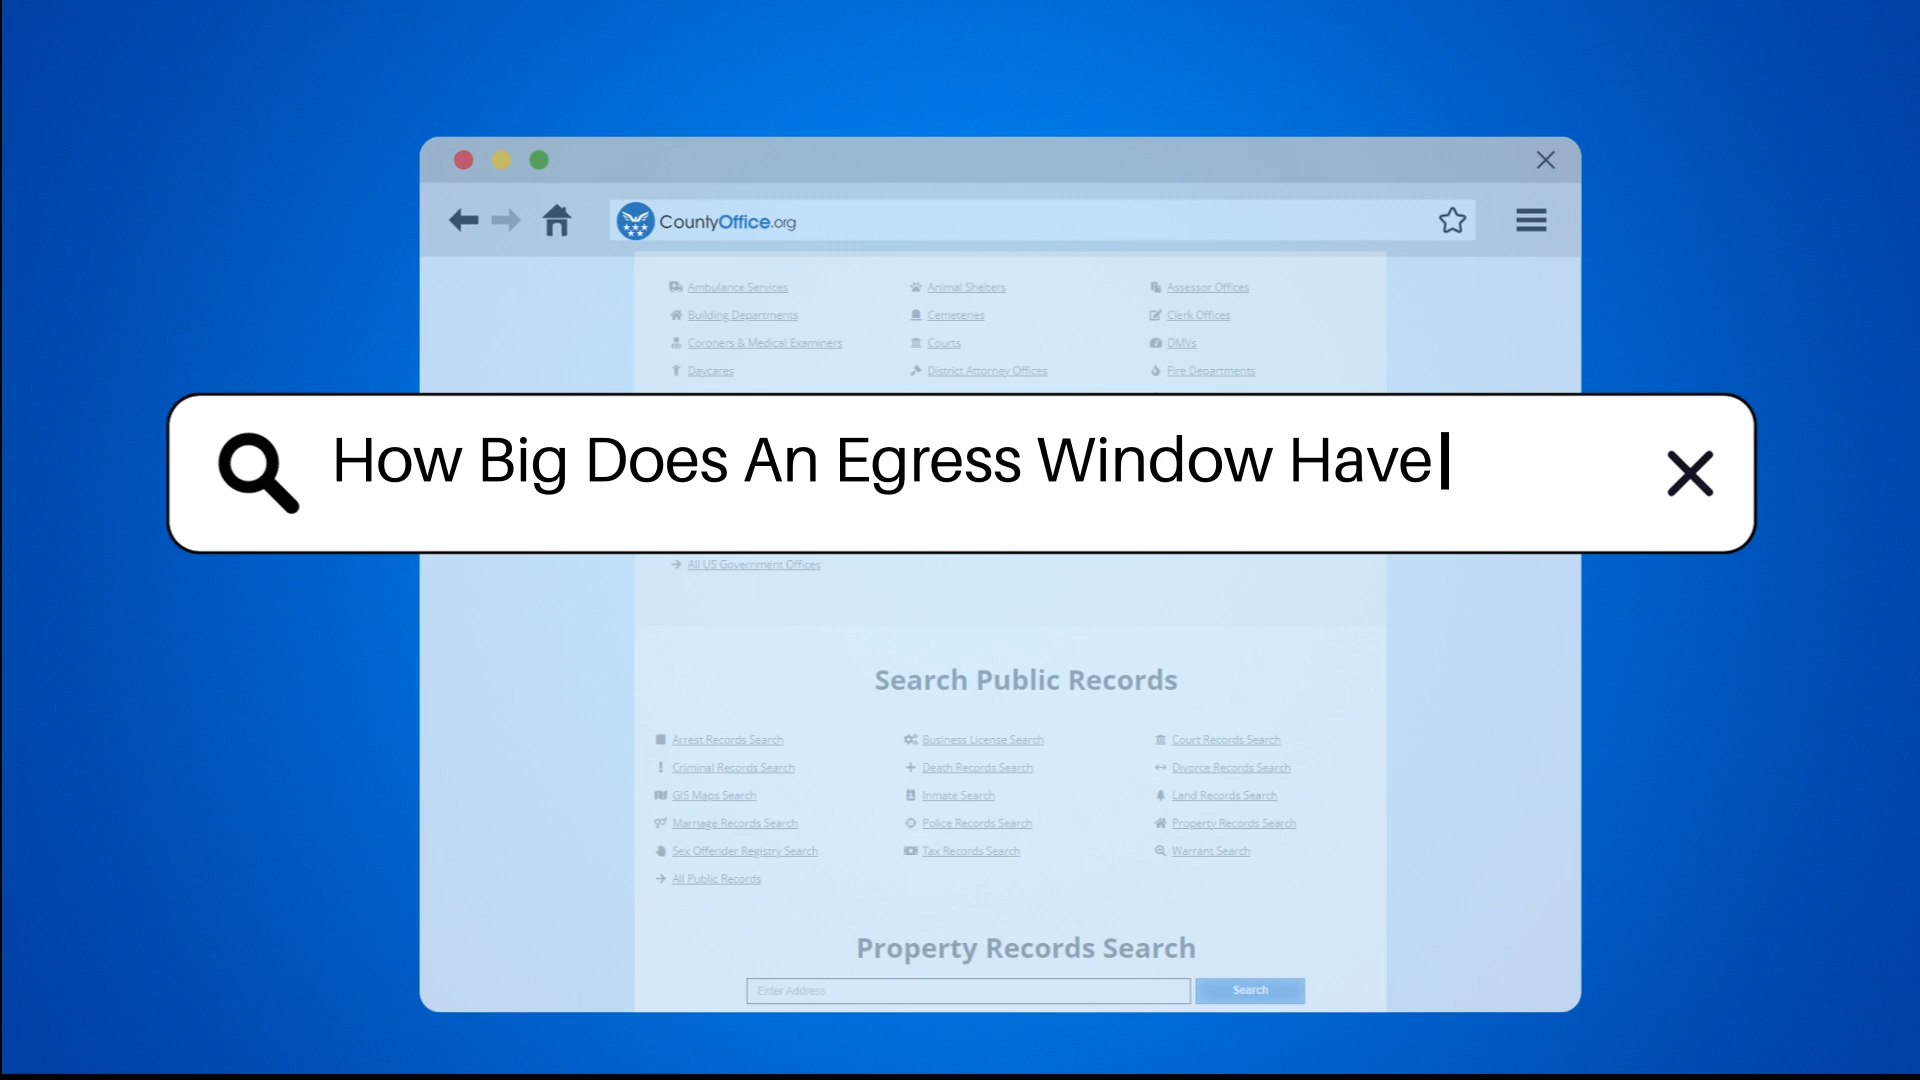 CountyOffice.org
Ambulance Services Animal Shelters Assessor Offices
Building Departments Cemeteries Clerk Offices
Coroners & Medical Examiners Courts DMVs
Daycares District Attorney Offices Fire Departments
How Big Does An Egress Window Have
All US Government Offices
Search Public Records
Arrest Records Search Business License Search Court Records Search
Criminal Records Search Death Records Search Divorce Records Search
GIS Maps Search Inmate Search Land Records Search
Marriage Records Search Police Records Search Property Records Search
Sex Offender Registry Search Tax Records Search Warrant Search
All Public Records
Property Records Search
Enter Address Search